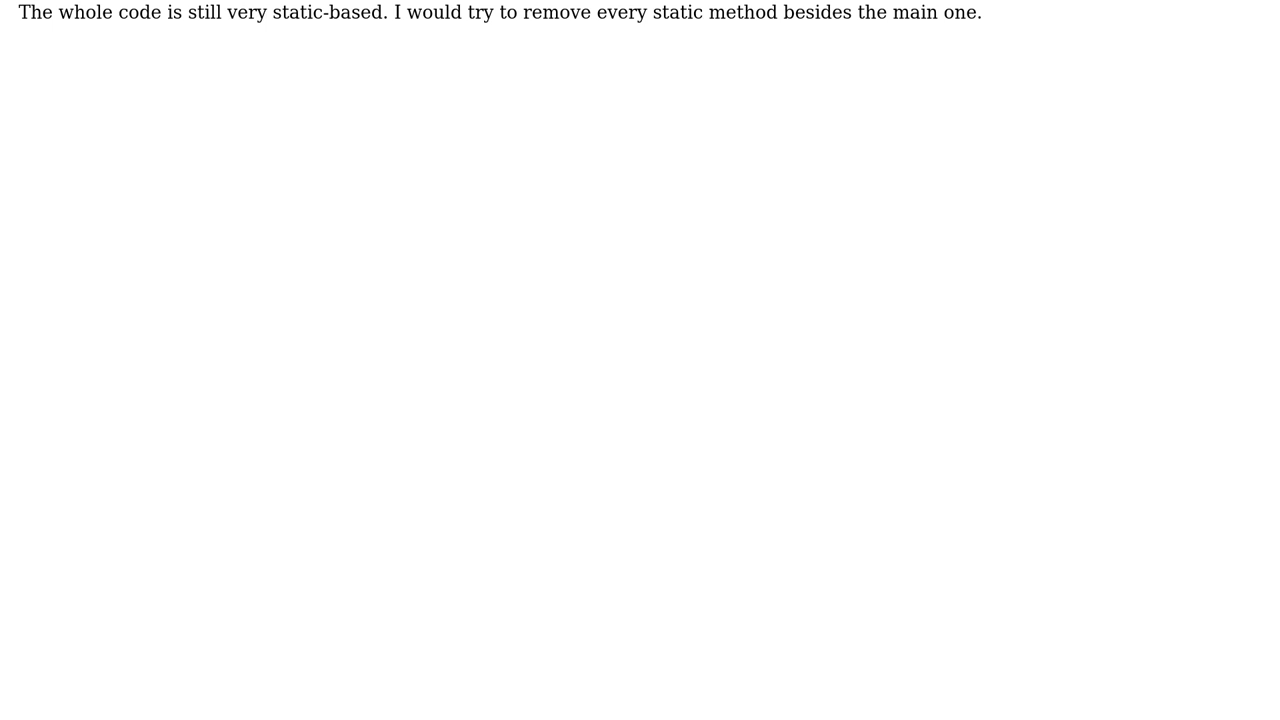 The whole code is still very static-based. I would try to remove every static method besides the main one.